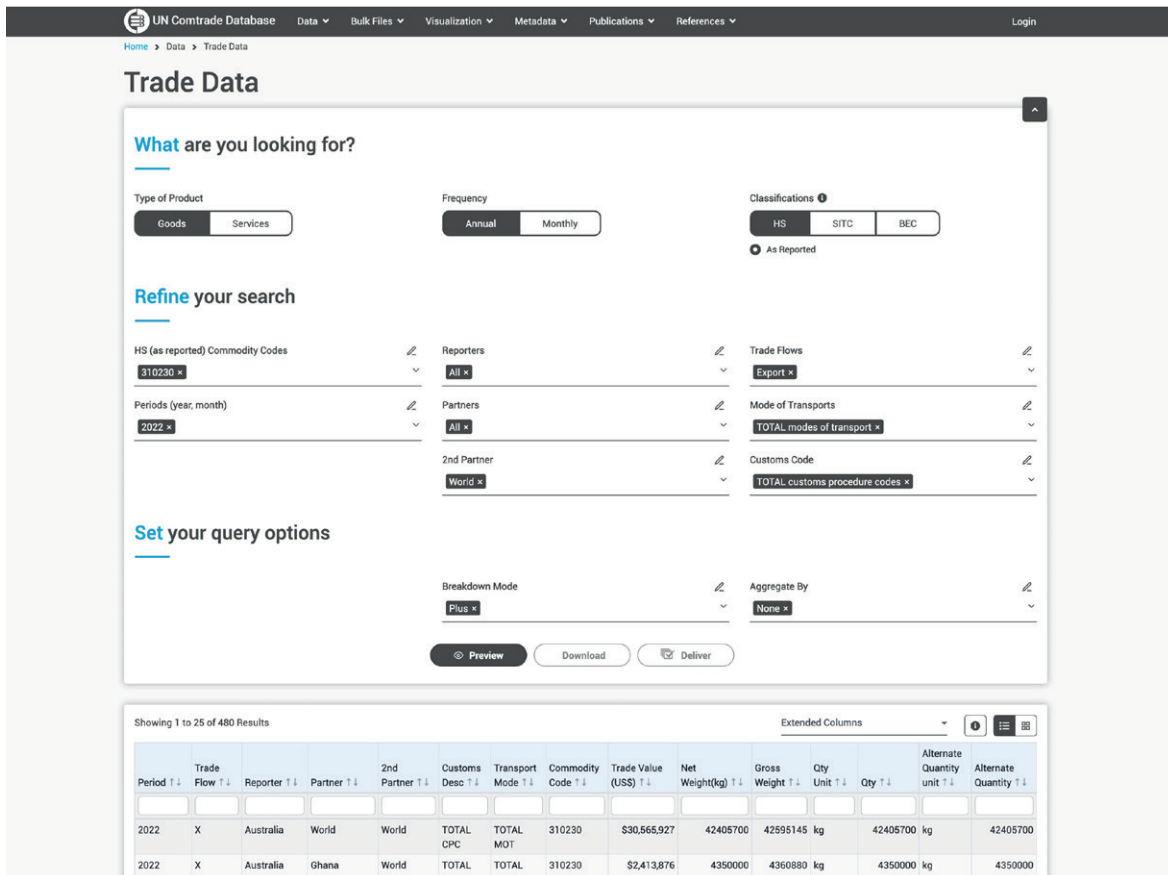 UN Comtrade Database Data Bulk Files Visualization Metadata Publications References Login
Home > Data > Trade Data
Trade Data
What are you looking for?
Type of Product Frequency Classifications
Goods Services Annual Monthly HS SITC BEC
As Reported
Refine your search
HS (as reported) Commodity Codes Reporters Trade Flows
310230 × All × Export ×
Periods (year, month) Partners Mode of Transports
2022 × All × TOTAL modes of transport ×
2nd Partner Customs Code
World × TOTAL customs procedure codes ×
Set your query options
Breakdown Mode Aggregate By
Plus × None ×
Preview Download Deliver
Showing 1 to 25 of 480 Results Extended Columns
Alternate
Trade 2nd Customs Transport Commodity Trade Value Net Gross Qty Quantity Alternate
Period ↑↓ Flow ↑↓ Reporter ↑↓ Partner ↑↓ Partner ↑↓ Desc ↑↓ Mode ↑↓ Code ↑↓ (US$) ↑↓ Weight(kg) ↑↓ Weight ↑↓ Unit ↑↓ Qty ↑↓ unit ↑↓ Quantity ↑↓
2022 X Australia World World TOTAL TOTAL 310230 $30,565,927 42405700 42595145 kg 42405700 kg 42405700
CPC MOT
2022 X Australia Ghana World TOTAL TOTAL 310230 $2,413,876 4350000 4360880 kg 4350000 kg 4350000